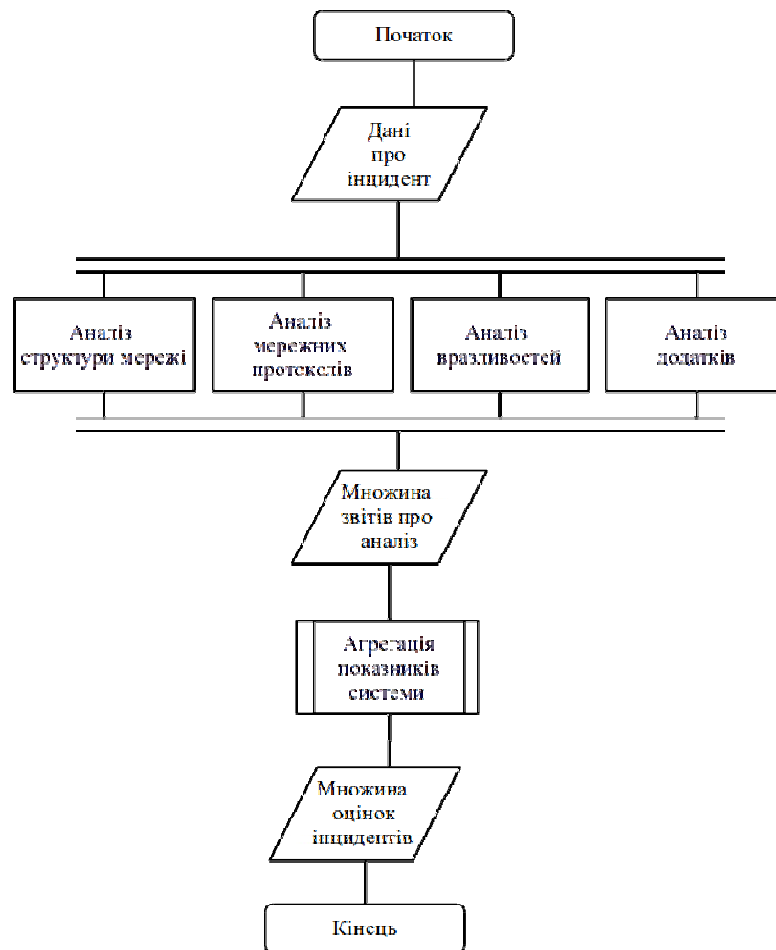 Початок
Дані
про
інцидент
Аналіз
структури мережі
Аналіз
мережних
протекелів
Аналіз
вразливостей
Аналіз
додатків
Множина
звітів про
аналіз
Агрегація
показників
системи
Множина
оцінок
інцидентів
Кінець